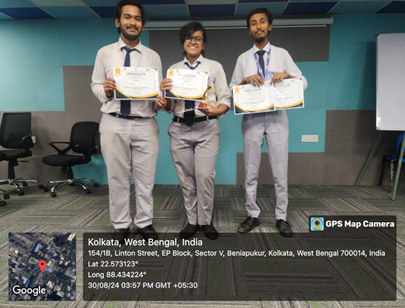 GPS Map Camera
Kolkata, West Bengal, India
154/1B, Linton Street, EP Block, Sector V, Beniapukur, Kolkata, West Bengal 700014, India
Lat 22.573123°
Long 88.434224°
30/08/24 03:57 PM GMT +05:30
Google